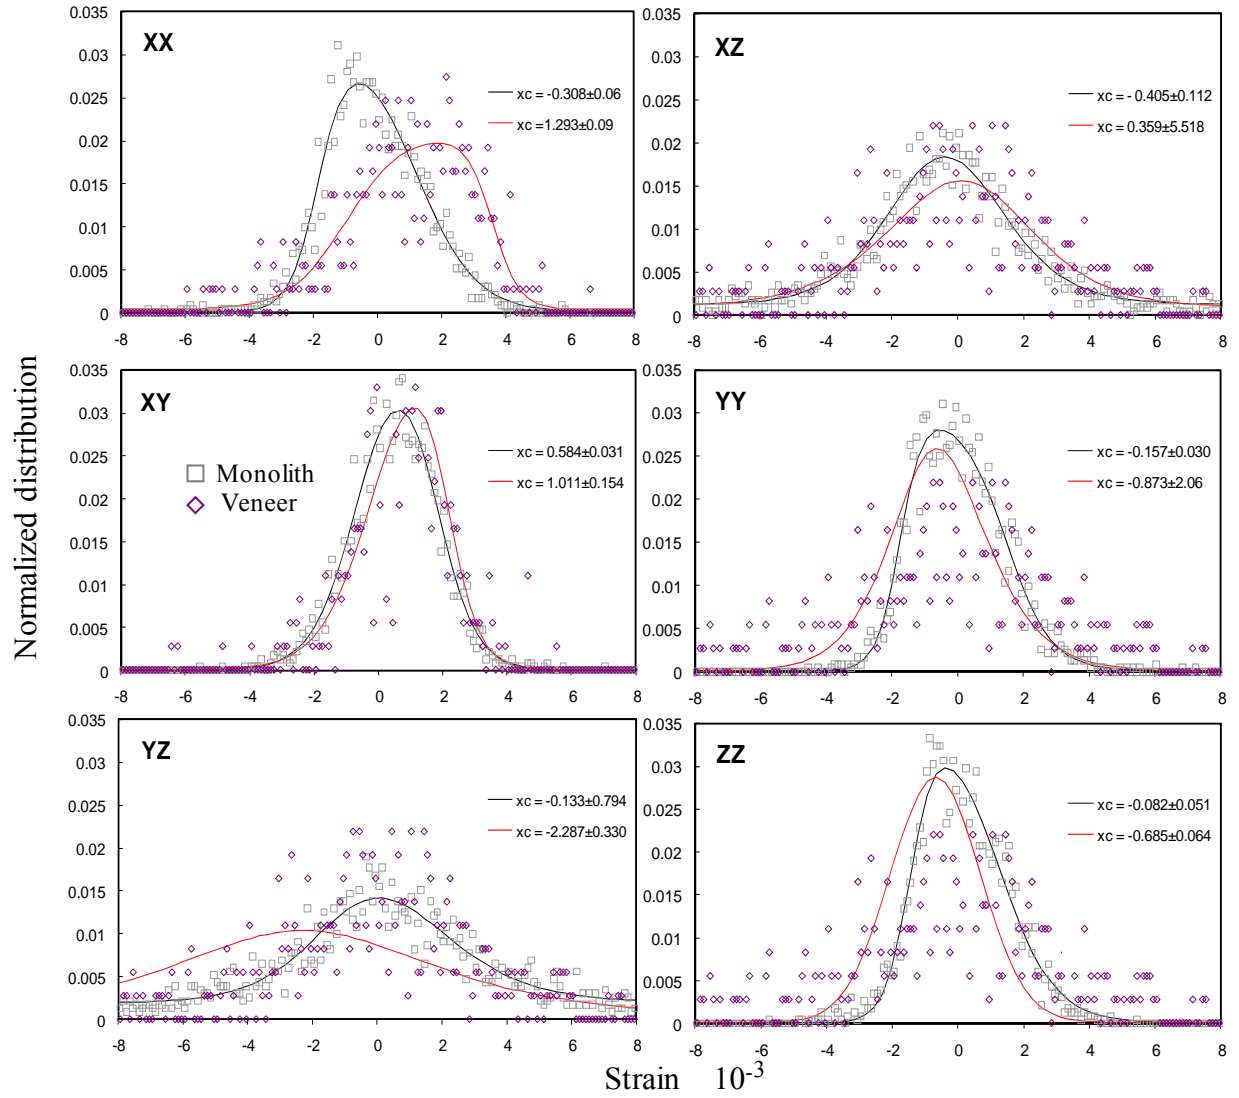 Normalized distribution
0.035
0.03
0.025
0.02
0.015
0.01
0.005
0
XX
xc = -0.308±0.06
xc =1.293±0.09
-8 -6 -4 -2 0 2 4 6 8
0.035
0.03
0.025
0.02
0.015
0.01
0.005
0
XZ
xc = - 0.405±0.112
xc = 0.359±5.518
-8 -6 -4 -2 0 2 4 6 8
0.035
0.03
0.025
0.02
0.015
0.01
0.005
0
XY
xc = 0.584±0.031
xc = 1.011±0.154
Monolith
Veneer
-8 -6 -4 -2 0 2 4 6 8
0.035
0.03
0.025
0.02
0.015
0.01
0.005
0
YY
xc = -0.157±0.030
xc = -0.873±2.06
-8 -6 -4 -2 0 2 4 6 8
0.035
0.03
0.025
0.02
0.015
0.01
0.005
0
YZ
xc = -0.133±0.794
xc = -2.287±0.330
-8 -6 -4 -2 0 2 4 6 8
0.035
0.03
0.025
0.02
0.015
0.01
0.005
0
ZZ
xc = -0.082±0.051
xc = -0.685±0.064
-8 -6 -4 -2 0 2 4 6 8
Strain 10-3